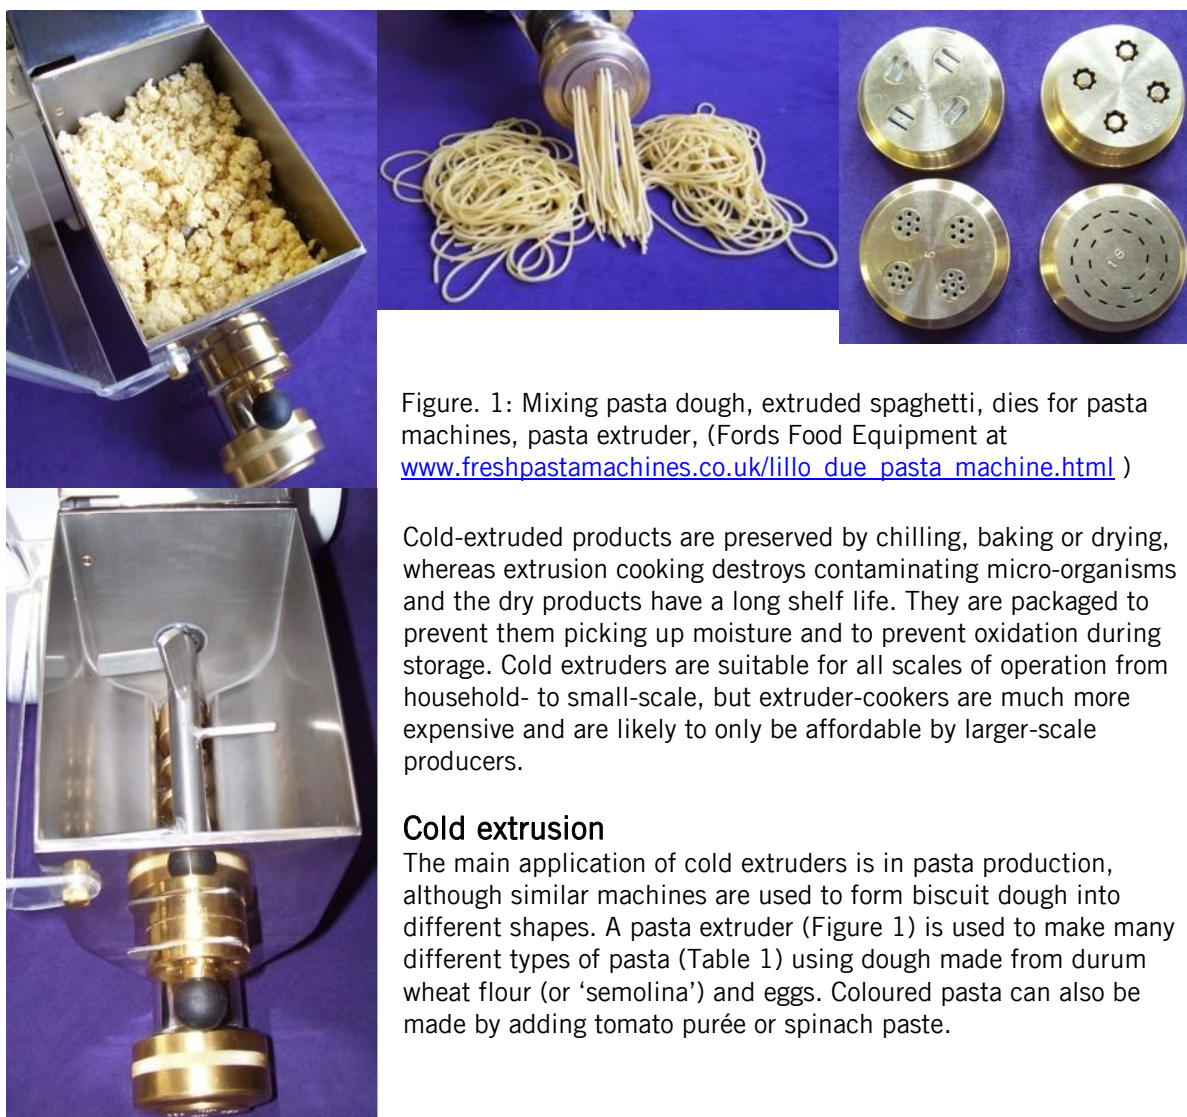 Figure. 1: Mixing pasta dough, extruded spaghetti, dies for pasta
machines, pasta extruder, (Fords Food Equipment at
www.freshpastamachines.co.uk/lillo_due_pasta_machine.html )
Cold-extruded products are preserved by chilling, baking or drying,
whereas extrusion cooking destroys contaminating micro-organisms
and the dry products have a long shelf life. They are packaged to
prevent them picking up moisture and to prevent oxidation during
storage. Cold extruders are suitable for all scales of operation from
household- to small-scale, but extruder-cookers are much more
expensive and are likely to only be affordable by larger-scale
producers.
Cold extrusion
The main application of cold extruders is in pasta production,
although similar machines are used to form biscuit dough into
different shapes. A pasta extruder (Figure 1) is used to make many
different types of pasta (Table 1) using dough made from durum
wheat flour (or ‘semolina’) and eggs. Coloured pasta can also be
made by adding tomato purée or spinach paste.